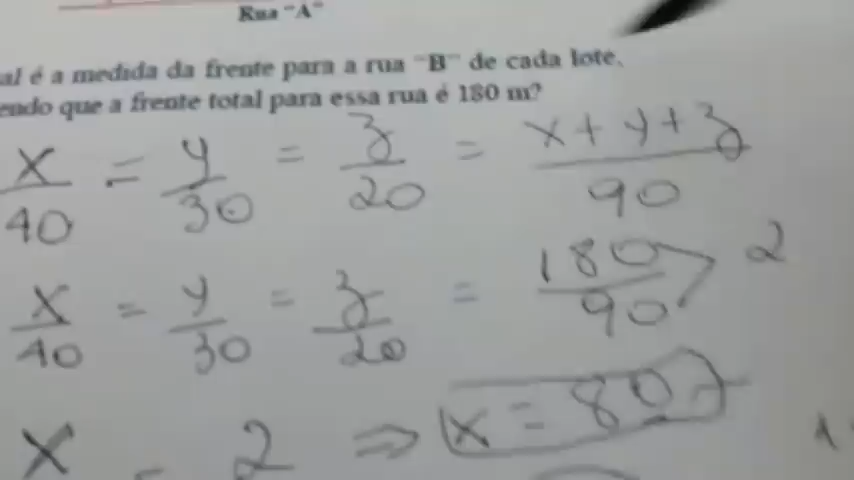 Rua "A"
al é a medida da frente para a rua "B" de cada lote,
endo que a frente total para essa rua é 180 m?
x/40 = y/30 = z/20 = x+y+z/90
x/40 = y/30 = z/20 = 180/90 2
x = 2 ⇒ x = 80